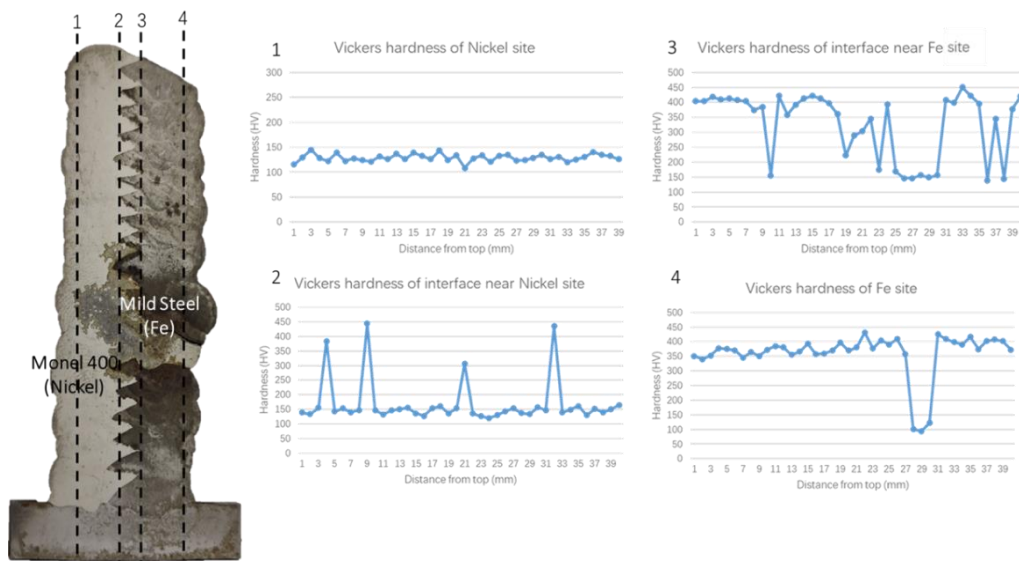 1 2 3 4
Mild Steel
(Fe)
Monel 400
(Nickel)
1
Vickers hardness of Nickel site
Hardness (HV)
300
250
200
150
100
50
0
1 3 5 7 9 11 13 15 17 19 21 23 25 27 29 31 33 35 37 39
Distance from top (mm)
3
Vickers hardness of interface near Fe site
Hardness (HV)
500
450
400
350
300
250
200
150
100
50
0
1 3 5 7 9 11 13 15 17 19 21 23 25 27 29 31 33 35 37 39
Distance from top (mm)
2
Vickers hardness of interface near Nickel site
Hardness (HV)
500
450
400
350
300
250
200
150
100
50
0
1 3 5 7 9 11 13 15 17 19 21 23 25 27 29 31 33 35 37 39
Distance from top (mm)
4
Vickers hardness of Fe site
Hardness (HV)
500
450
400
350
300
250
200
150
100
50
0
1 3 5 7 9 11 13 15 17 19 21 23 25 27 29 31 33 35 37 39
Distance from top (mm)